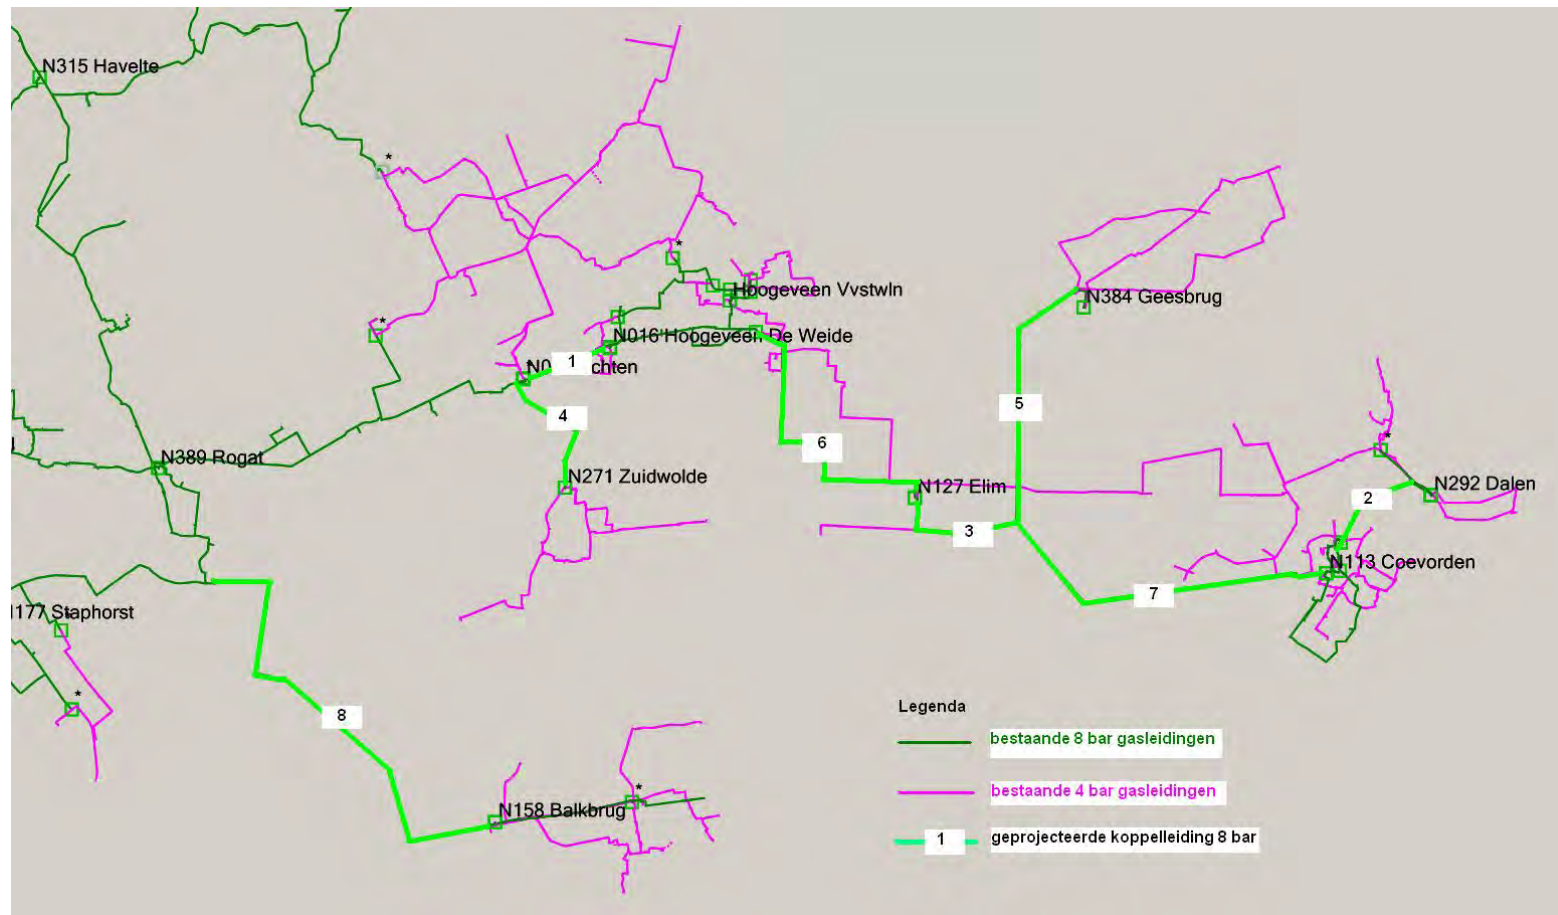 N315 Havelte
*
*
Hoogeveen Vvstwln
N384 Geesbrug
*
N016 Hoogeveen De Weide
1
5
4
*
6
N389 Rogat
N271 Zuidwolde
N127 Elim
N292 Dalen
2
3
N113 Coevorden
7
Staphorst
*
8
Legenda
bestaande 8 bar gasleidingen
bestaande 4 bar gasleidingen
*
N158 Balkbrug
1
geprojecteerde koppelleiding 8 bar